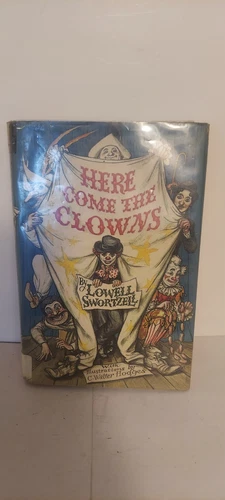 HERE
COME THE
CLOWNS
By LOWELL
SWORTZELL
with
illustrations by
C. Walter Hodges